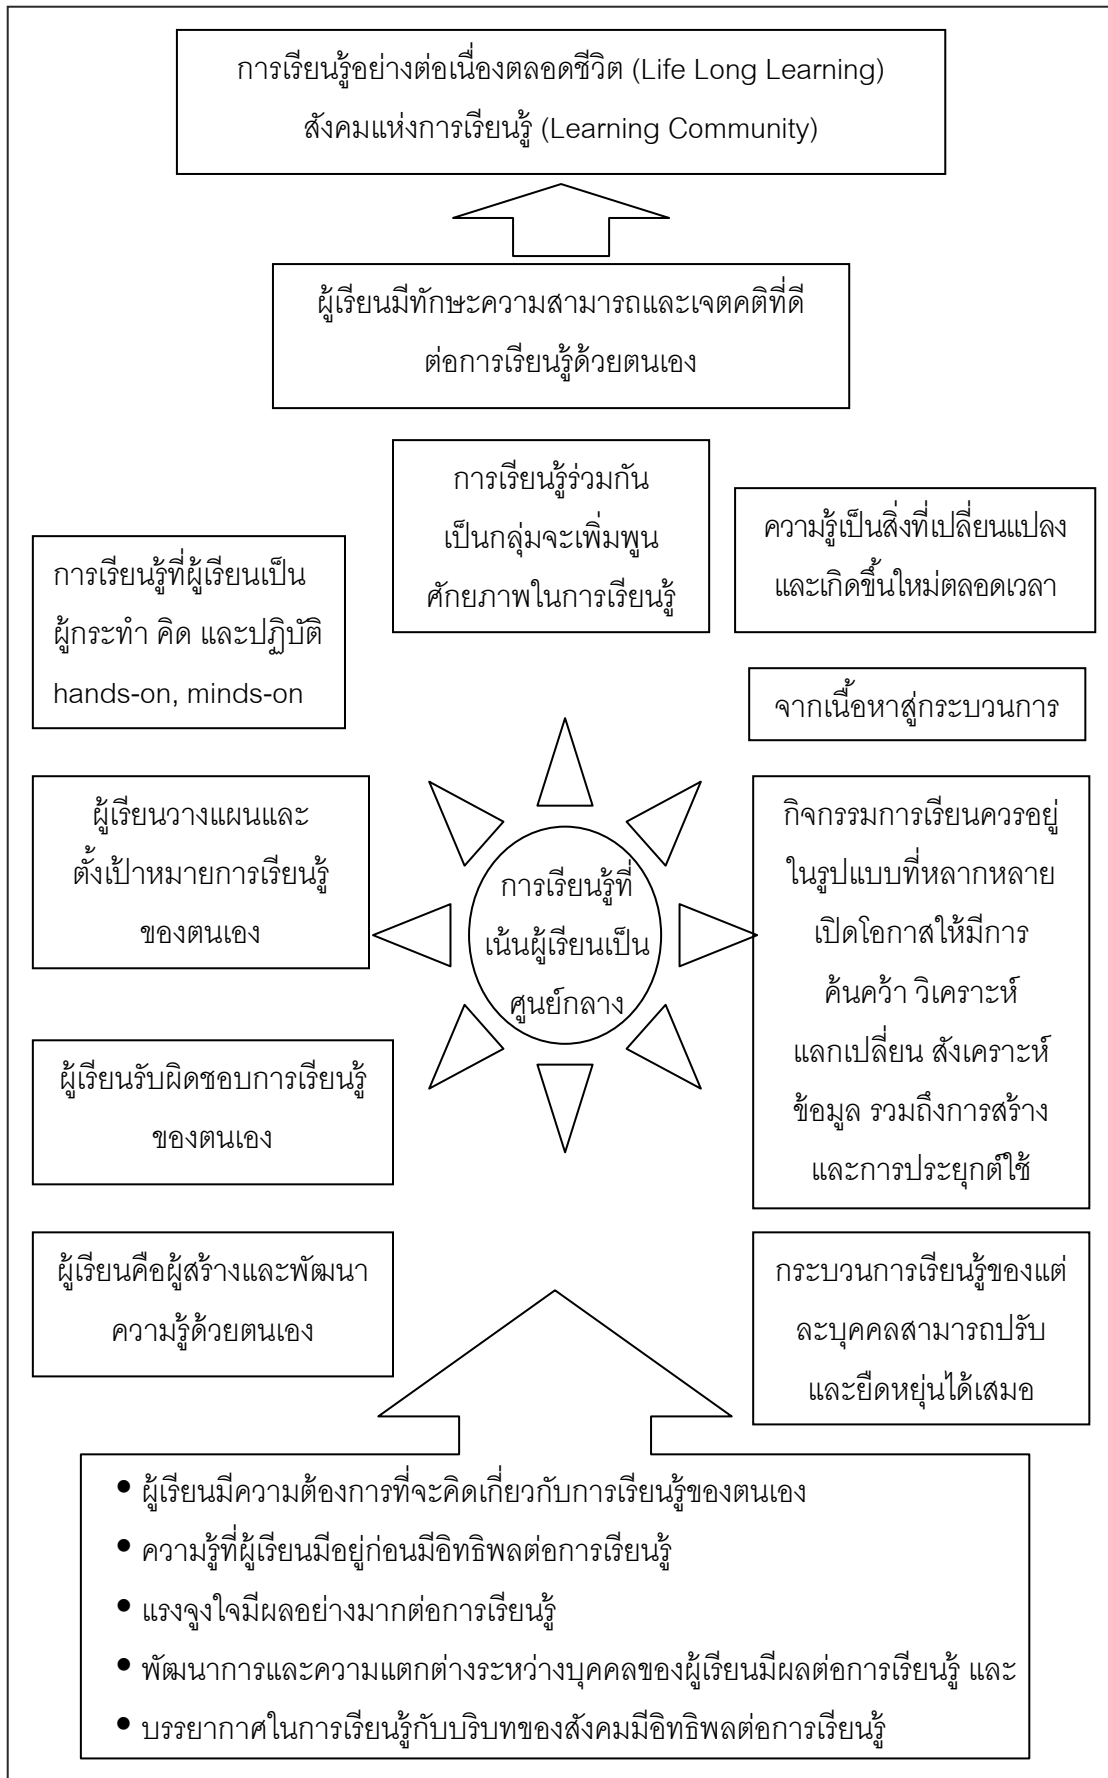 การเรียนรู้อย่างต่อเนื่องตลอดชีวิต (Life Long Learning)
สังคมแห่งการเรียนรู้ (Learning Community)
ผู้เรียนมีทักษะความสามารถและเจตคติที่ดี
ต่อการเรียนรู้ด้วยตนเอง
การเรียนรู้ร่วมกัน
เป็นกลุ่มจะเพิ่มพูน
ศักยภาพในการเรียนรู้
ความรู้เป็นสิ่งที่เปลี่ยนแปลง
และเกิดขึ้นใหม่ตลอดเวลา
การเรียนรู้ที่ผู้เรียนเป็น
ผู้กระทำ คิด และปฏิบัติ
hands-on, minds-on
จากเนื้อหาสู่กระบวนการ
ผู้เรียนวางแผนและ
ตั้งเป้าหมายการเรียนรู้
ของตนเอง
การเรียนรู้ที่
เน้นผู้เรียนเป็น
ศูนย์กลาง
กิจกรรมการเรียนควรอยู่
ในรูปแบบที่หลากหลาย
เปิดโอกาสให้มีการ
ค้นคว้า วิเคราะห์
แลกเปลี่ยน สังเคราะห์
ข้อมูล รวมถึงการสร้าง
และการประยุกต์ใช้
ผู้เรียนรับผิดชอบการเรียนรู้
ของตนเอง
ผู้เรียนคือผู้สร้างและพัฒนา
ความรู้ด้วยตนเอง
กระบวนการเรียนรู้ของแต่
ละบุคคลสามารถปรับ
และยืดหยุ่นได้เสมอ
• ผู้เรียนมีความต้องการที่จะคิดเกี่ยวกับการเรียนรู้ของตนเอง
• ความรู้ที่ผู้เรียนมีอยู่ก่อนมีอิทธิพลต่อการเรียนรู้
• แรงจูงใจมีผลอย่างมากต่อการเรียนรู้
• พัฒนาการและความแตกต่างระหว่างบุคคลของผู้เรียนมีผลต่อการเรียนรู้ และ
• บรรยากาศในการเรียนรู้กับบริบทของสังคมมีอิทธิพลต่อการเรียนรู้